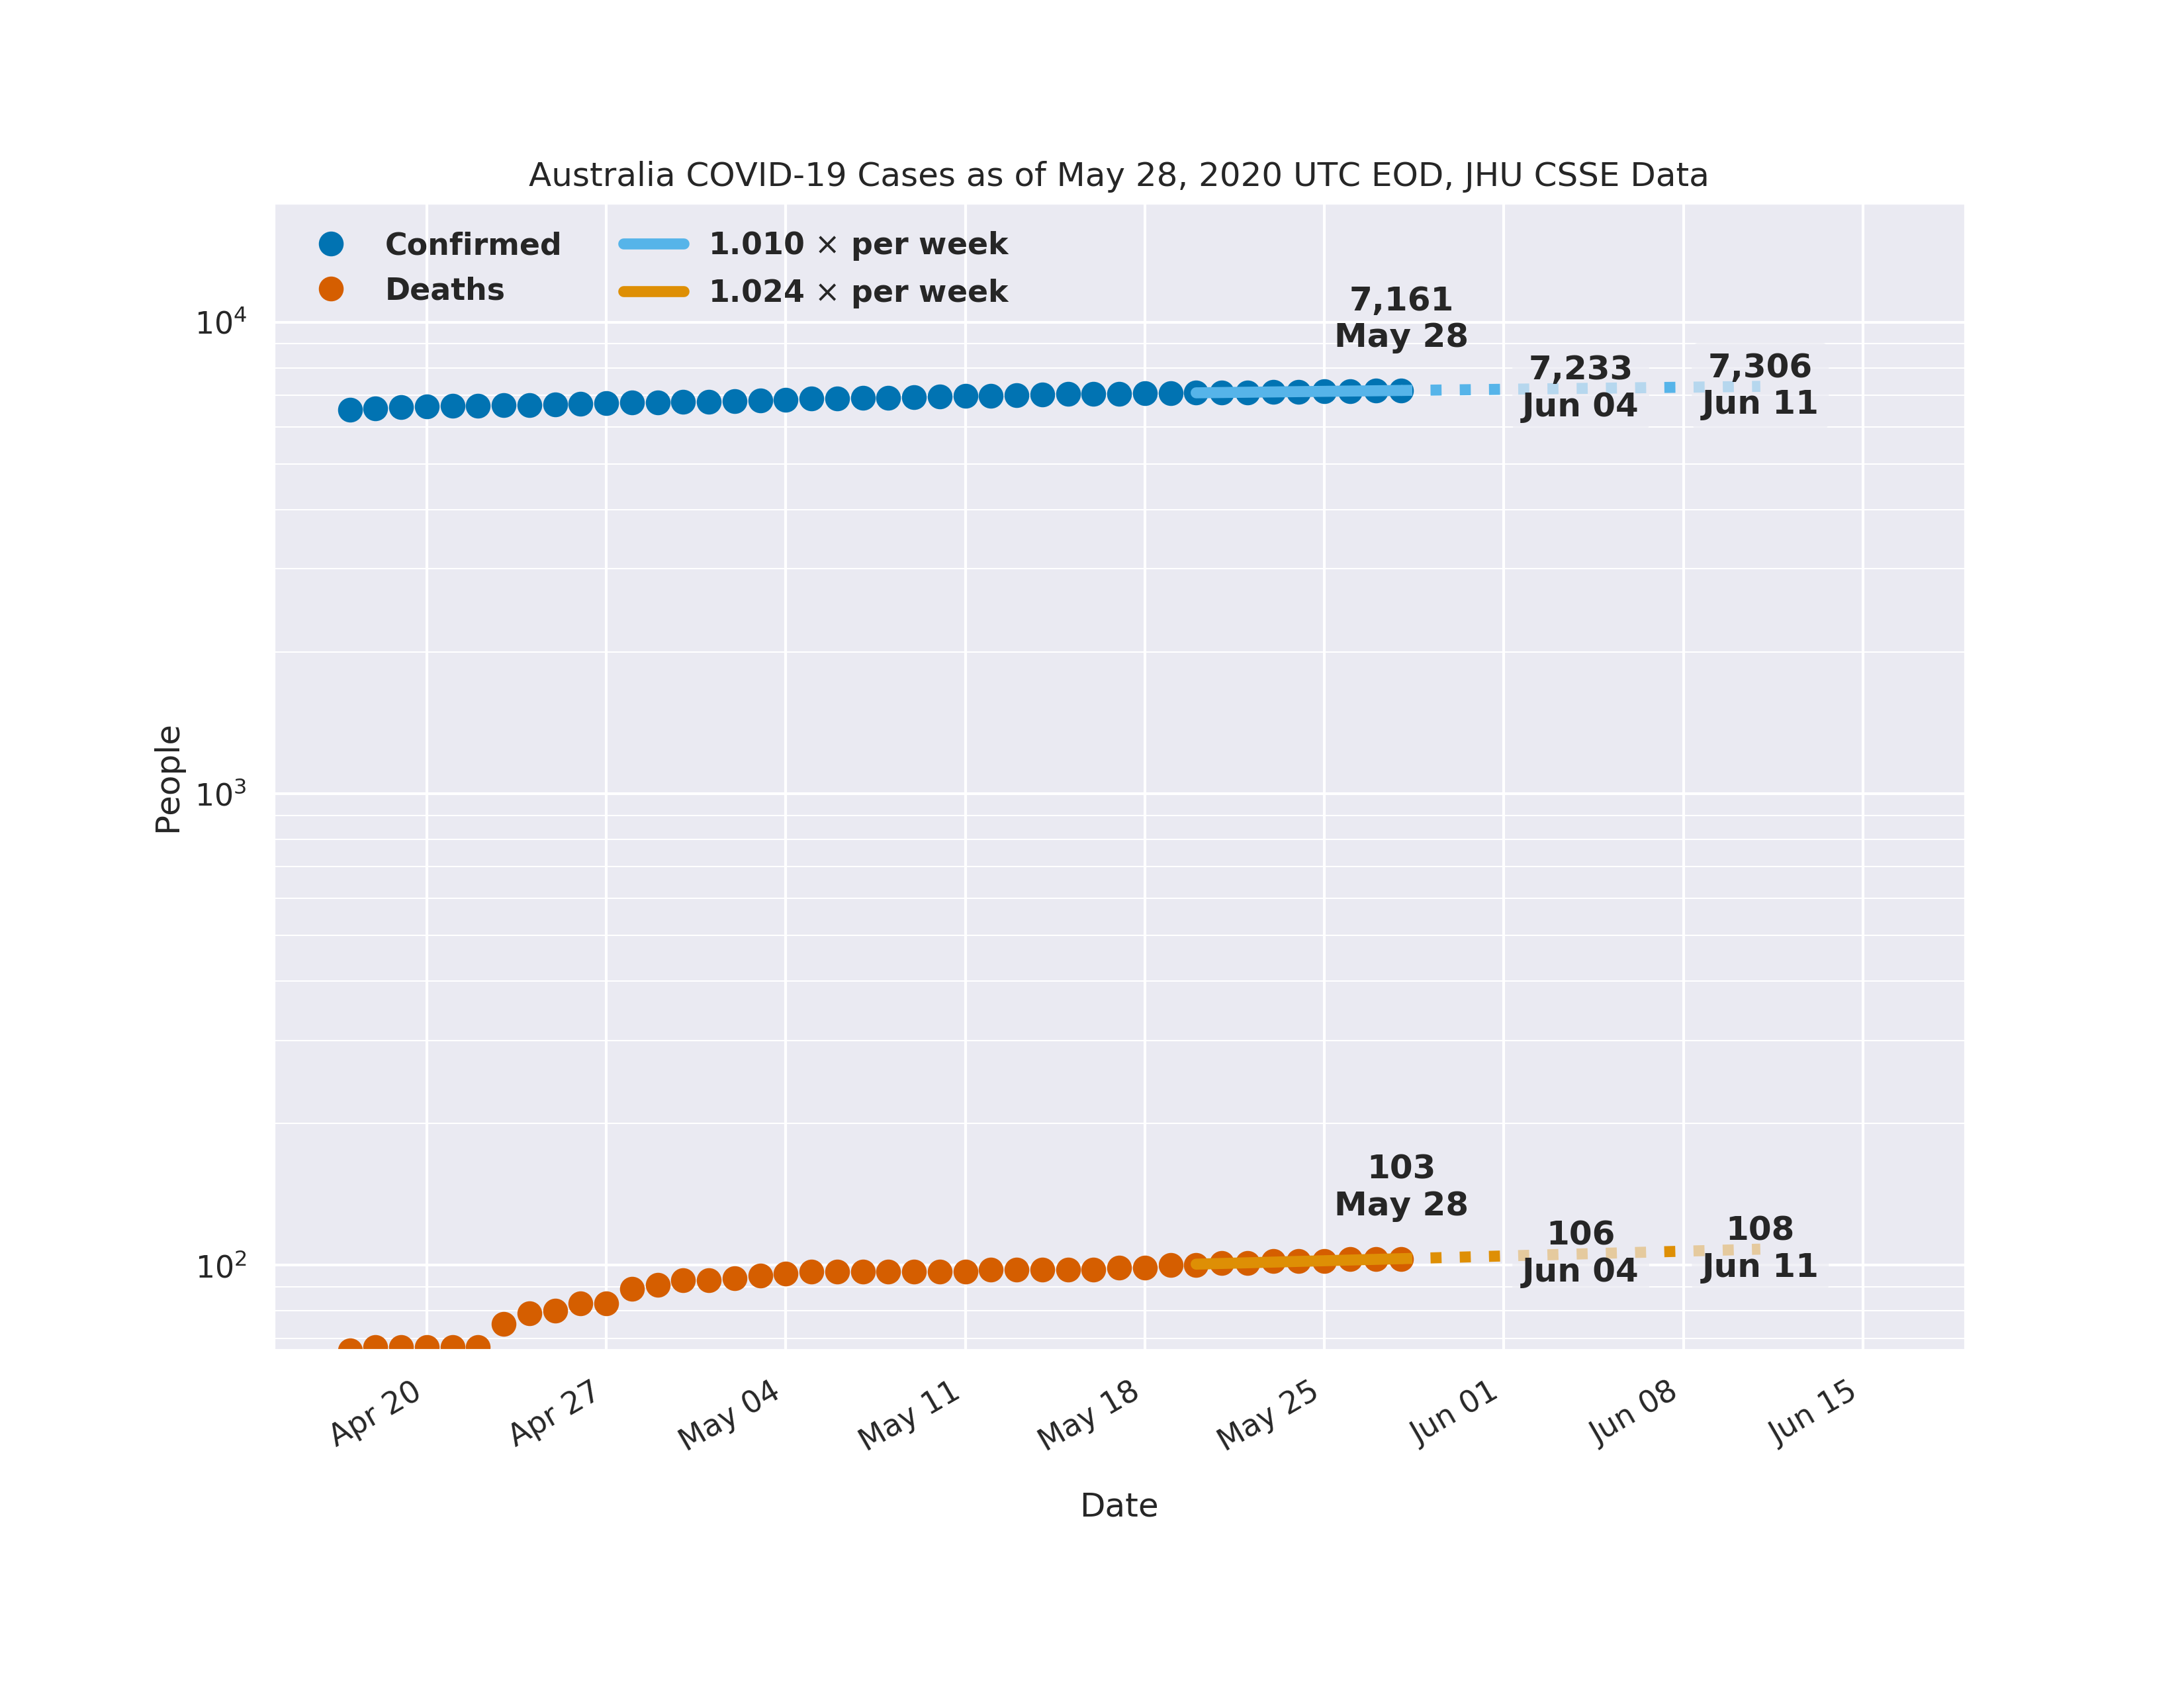 Australia COVID-19 Cases as of May 28, 2020 UTC EOD, JHU CSSE Data
Confirmed
Deaths
1.010 × per week
1.024 × per week
7,161
May 28
7,233
Jun 04
7,306
Jun 11
10⁴
10³
10²
People
103
May 28
106
Jun 04
108
Jun 11
Apr 20
Apr 27
May 04
May 11
May 18
May 25
Jun 01
Jun 08
Jun 15
Date